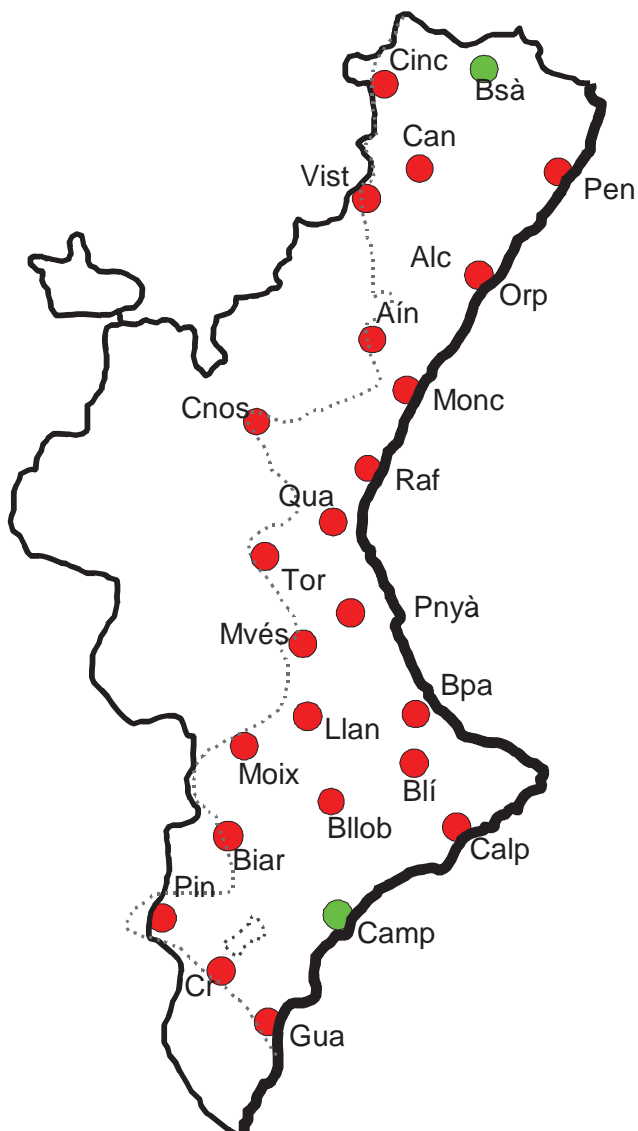 Cinc
Bsà
Can
Vist
Pen
Alc
Orp
Aín
Monc
Cnos
Raf
Qua
Tor
Pnyà
Mvés
Bpa
Llan
Moix
Blí
Bllob
Calp
Biar
Pin
Camp
Cr
Gua